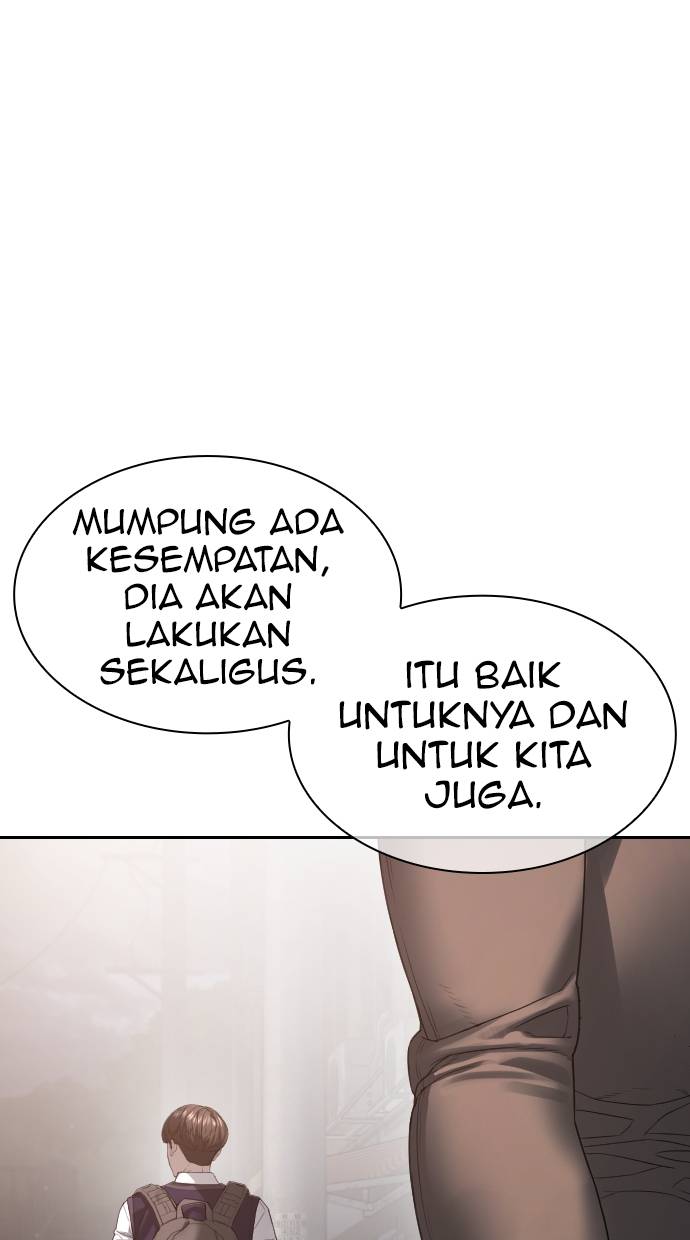 MUMPUNG ADA
KESEMPATAN,
DIA AKAN
LAKUKAN
SEKALIGUS.
ITU BAIK
UNTUKNYA DAN
UNTUK KITA
JUGA.